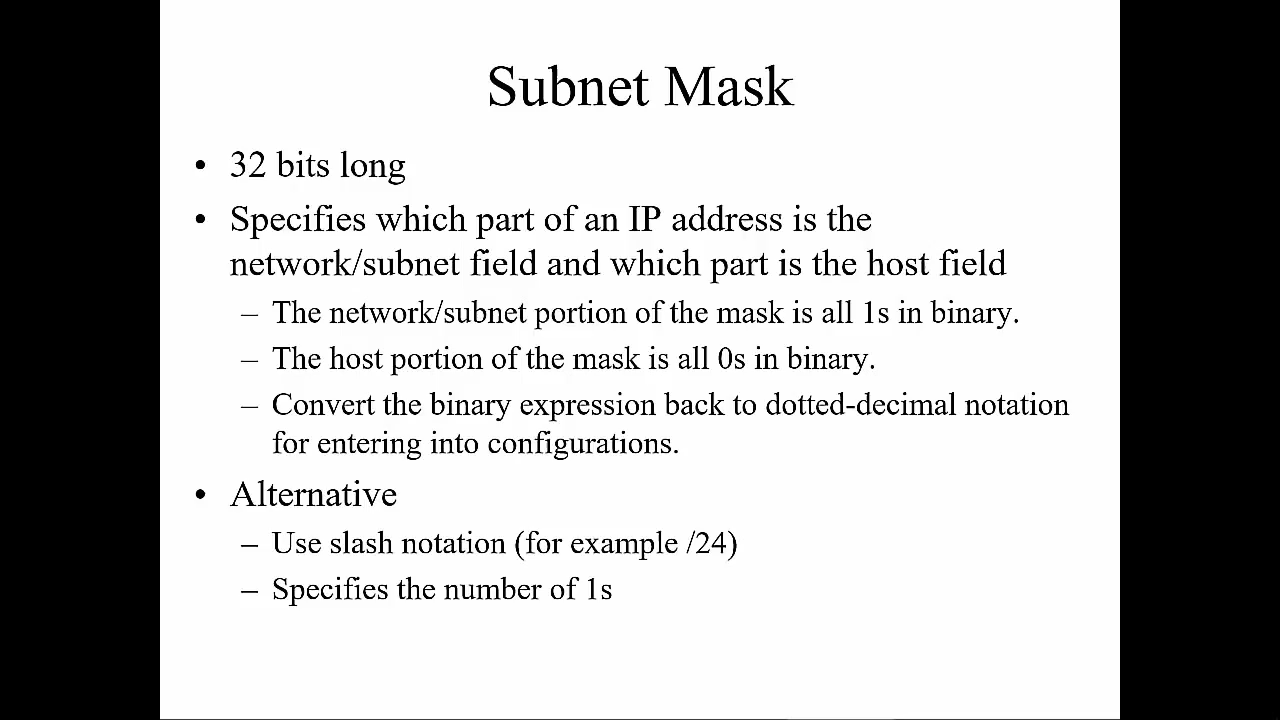 Subnet Mask
• 32 bits long
• Specifies which part of an IP address is the
network/subnet field and which part is the host field
– The network/subnet portion of the mask is all 1s in binary.
– The host portion of the mask is all 0s in binary.
– Convert the binary expression back to dotted-decimal notation
for entering into configurations.
• Alternative
– Use slash notation (for example /24)
– Specifies the number of 1s